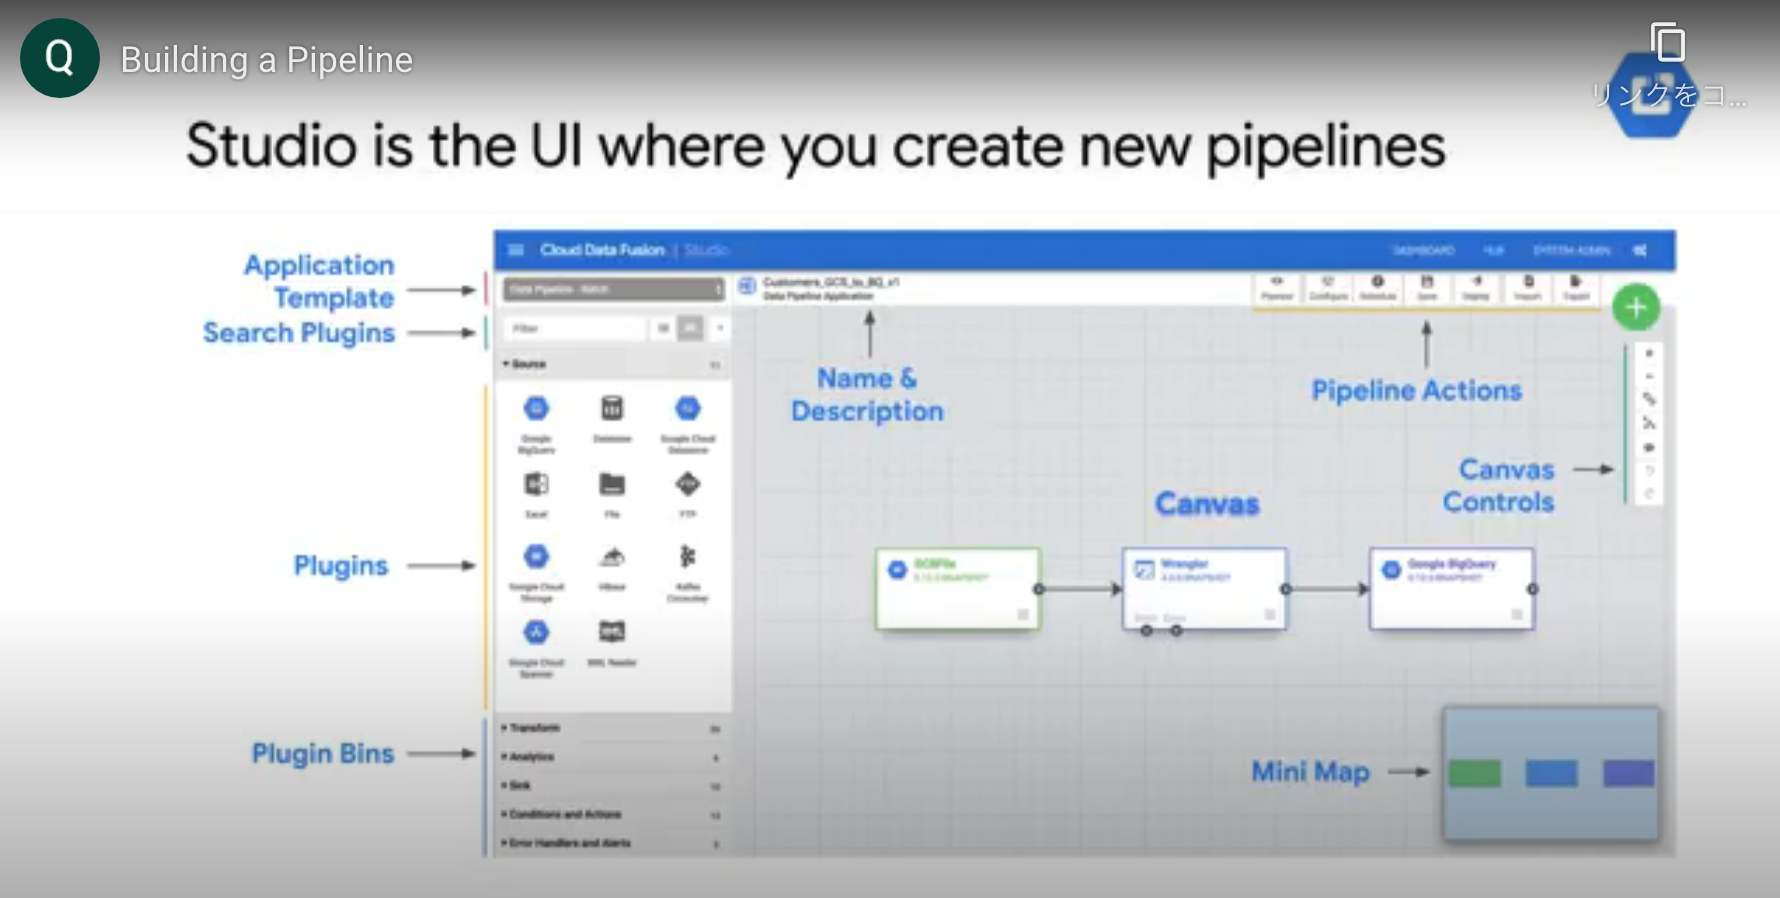 Q
Building a Pipeline
リンクをコ...
Studio is the UI where you create new pipelines
Application
Template
Search Plugins
Plugins
Plugin Bins
Cloud Data Fusion | Studio
DASHBOARD
HUB
SYSTEM ADMIN
Data Pipeline - Batch
Customers_GCS_to_BQ_v1
Data Pipeline Application
Preview
Configure
Schedule
Save
Deploy
Import
Export
Filter
Source
Google
BigQuery
Database
Google Cloud
Datastore
Excel
File
FTP
Google Cloud
Storage
HBase
Kafka
Consumer
Google Cloud
Spanner
XML Reader
Transform
Analytics
Sink
Conditions and Actions
Error Handlers and Alerts
Name &
Description
Pipeline Actions
Canvas
Controls
Canvas
GCSFile
Wrangler
Google BigQuery
Mini Map